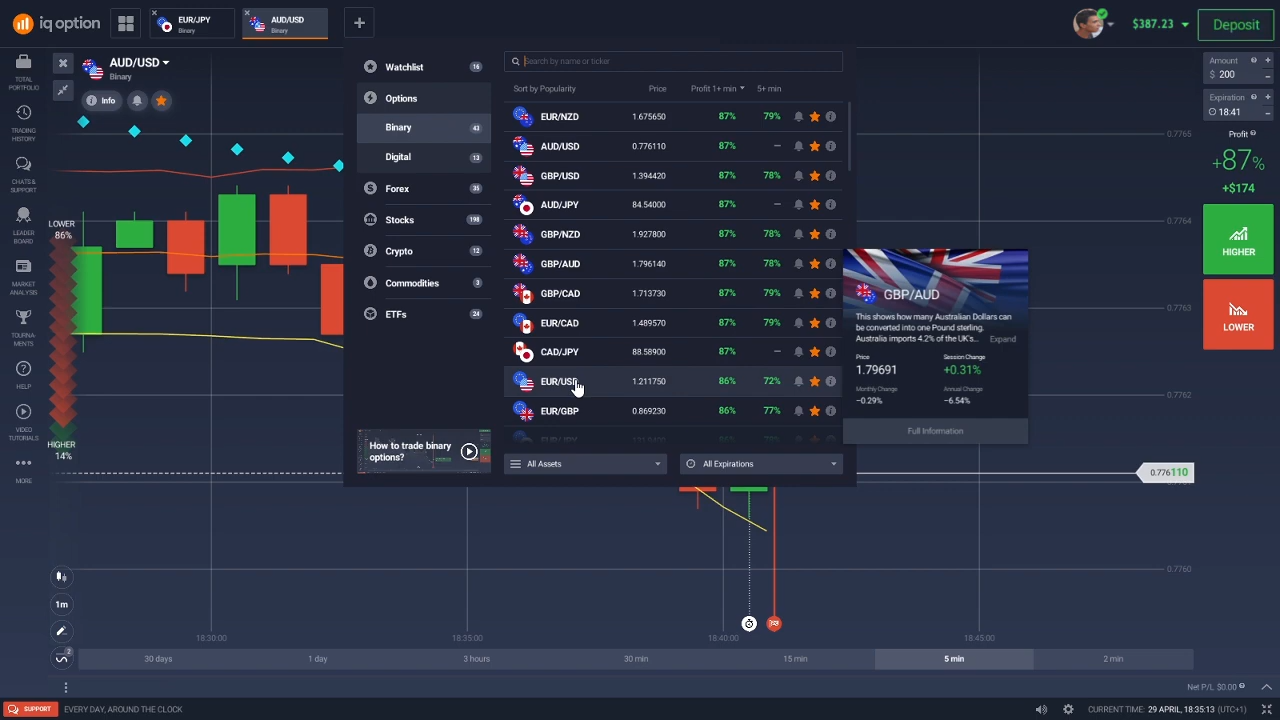 iq option
EUR/JPY
Binary
AUD/USD
Binary
$387.23
Deposit
TOTAL
PORTFOLIO
TRADING
HISTORY
CHATS &
SUPPORT
LEADER
BOARD
MARKET
ANALYSIS
TOURNA-
MENTS
HELP
VIDEO
TUTORIALS
MORE
AUD/USD
Binary
Info
LOWER
86%
HIGHER
14%
1m
2
Watchlist 16
Options
Binary 43
Digital 13
Forex 35
Stocks 198
Crypto 12
Commodities 3
ETFs 24
How to trade binary
options?
Search by name or ticker
Sort by Popularity Price Profit 1+ min 5+ min
EUR/NZD 1.675650 87% 79%
AUD/USD 0.776110 87% –
GBP/USD 1.394420 87% 78%
AUD/JPY 84.54000 87% –
GBP/NZD 1.927800 87% 78%
GBP/AUD 1.796140 87% 78%
GBP/CAD 1.713730 87% 79%
EUR/CAD 1.489570 87% 79%
CAD/JPY 88.58900 87% –
EUR/USD 1.211750 86% 72%
EUR/GBP 0.869230 86% 77%
All Assets
All Expirations
GBP/AUD
This shows how many Australian Dollars can
be converted into one Pound sterling.
Australia imports 4.2% of the UK's...
Expand
Price Session Change
1.79691 +0.31%
Monthly Change Annual Change
–0.29% –6.54%
Full Information
Amount
$ 200
Expiration
18:41
Profit
+87%
+$174
HIGHER
LOWER
0.7765
0.7764
0.7763
0.7762
0.776110
0.7760
18:30:00 18:35:00 18:40:00 18:45:00
30 days 1 day 3 hours 30 min 15 min 5 min 2 min
Net P/L $0.00
SUPPORT
EVERY DAY, AROUND THE CLOCK
CURRENT TIME: 29 APRIL, 18:35:13 (UTC+1)